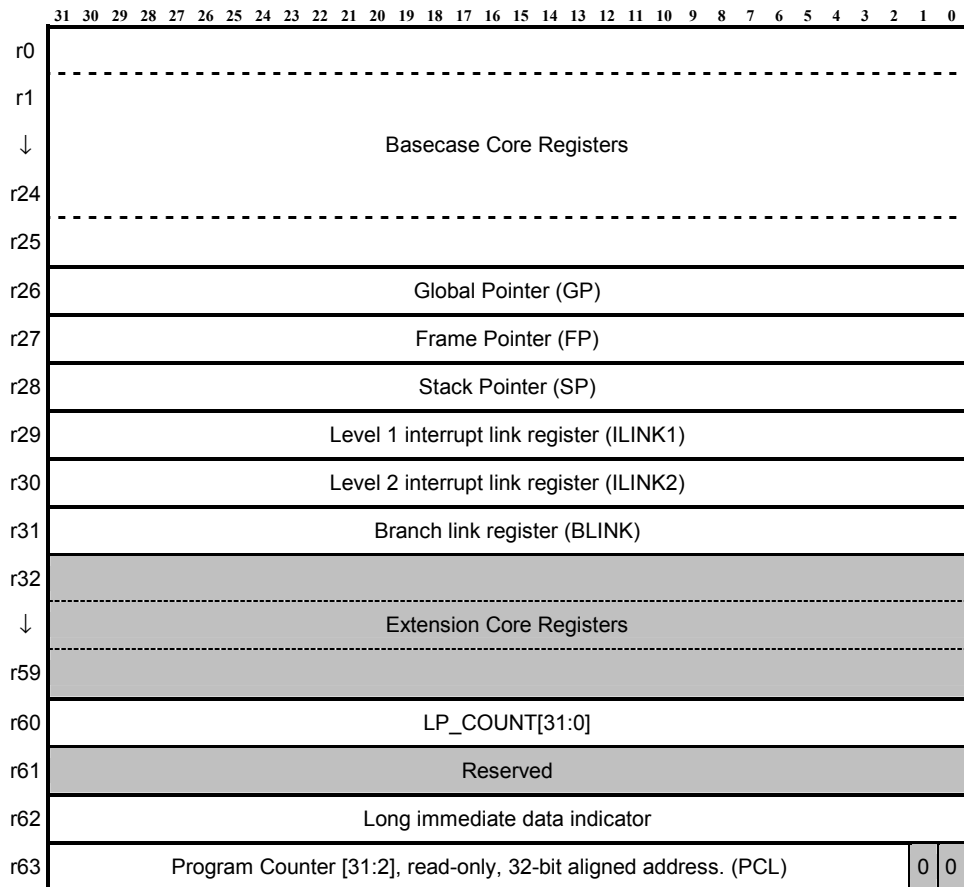 31 30 29 28 27 26 25 24 23 22 21 20 19 18 17 16 15 14 13 12 11 10 9 8 7 6 5 4 3 2 1 0
r0
r1
↓ Basecase Core Registers
r24
r25
r26 Global Pointer (GP)
r27 Frame Pointer (FP)
r28 Stack Pointer (SP)
r29 Level 1 interrupt link register (ILINK1)
r30 Level 2 interrupt link register (ILINK2)
r31 Branch link register (BLINK)
r32
↓ Extension Core Registers
r59
r60 LP_COUNT[31:0]
r61 Reserved
r62 Long immediate data indicator
r63 Program Counter [31:2], read-only, 32-bit aligned address. (PCL) 0 0